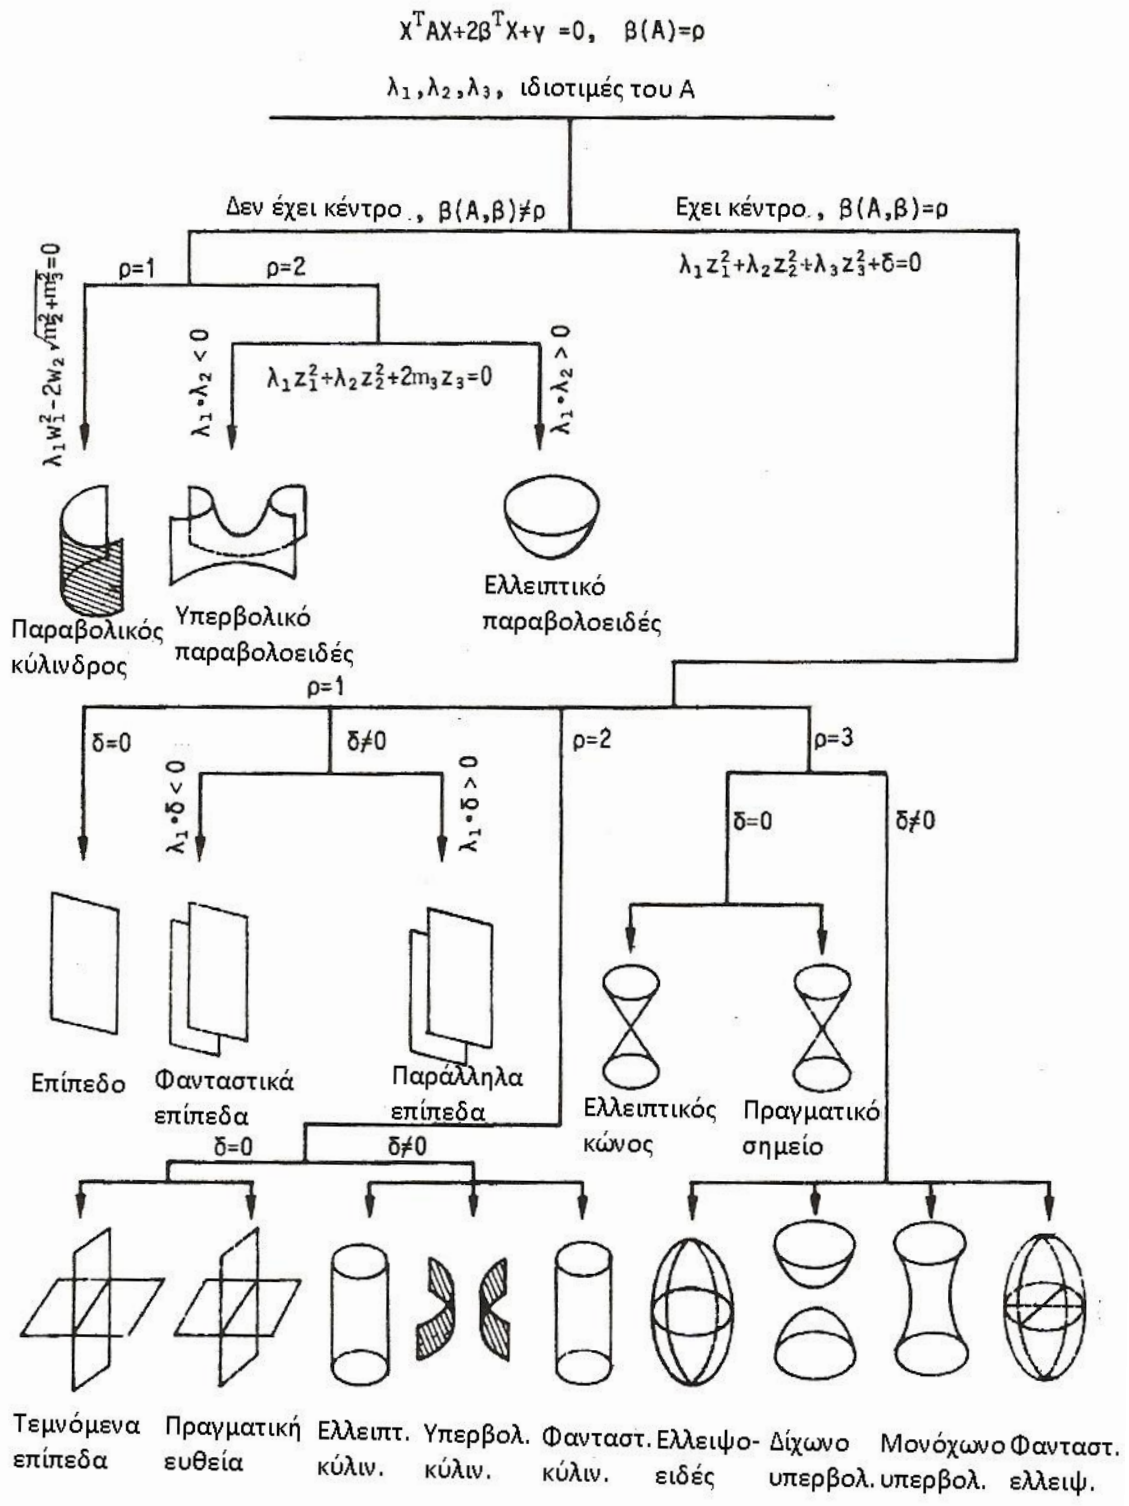 XᵀAX+2βᵀX+γ =0, β(A)=ρ
λ₁,λ₂,λ₃, ιδιοτιμές του Α
Δεν έχει κέντρο., β(Α,β)≠ρ
Εχει κέντρο., β(Α,β)=ρ
λ₁z₁²+λ₂z₂²+λ₃z₃²+δ=0
ρ=1
ρ=2
λ₁w₁²-2w₂√m₂²+m₃²=0
λ₁•λ₂ < 0
λ₁z₁²+λ₂z₂²+2m₃z₃=0
λ₁•λ₂ > 0
Παραβολικός
κύλινδρος
Υπερβολικό
παραβολοειδές
Ελλειπτικό
παραβολοειδές
ρ=1
δ=0
δ≠0
ρ=2
ρ=3
λ₁•δ < 0
λ₁•δ > 0
δ=0
δ≠0
Επίπεδο
Φανταστικά
επίπεδα
Παράλληλα
επίπεδα
Ελλειπτικός
κώνος
Πραγματικό
σημείο
δ=0
δ≠0
Τεμνόμενα
επίπεδα
Πραγματική
ευθεία
Ελλειπτ.
κύλιν.
Υπερβολ.
κύλιν.
Φανταστ.
κύλιν.
Ελλειψο-
ειδές
Δίχωνο
υπερβολ.
Μονόχωνο
υπερβολ.
Φανταστ.
ελλειψ.